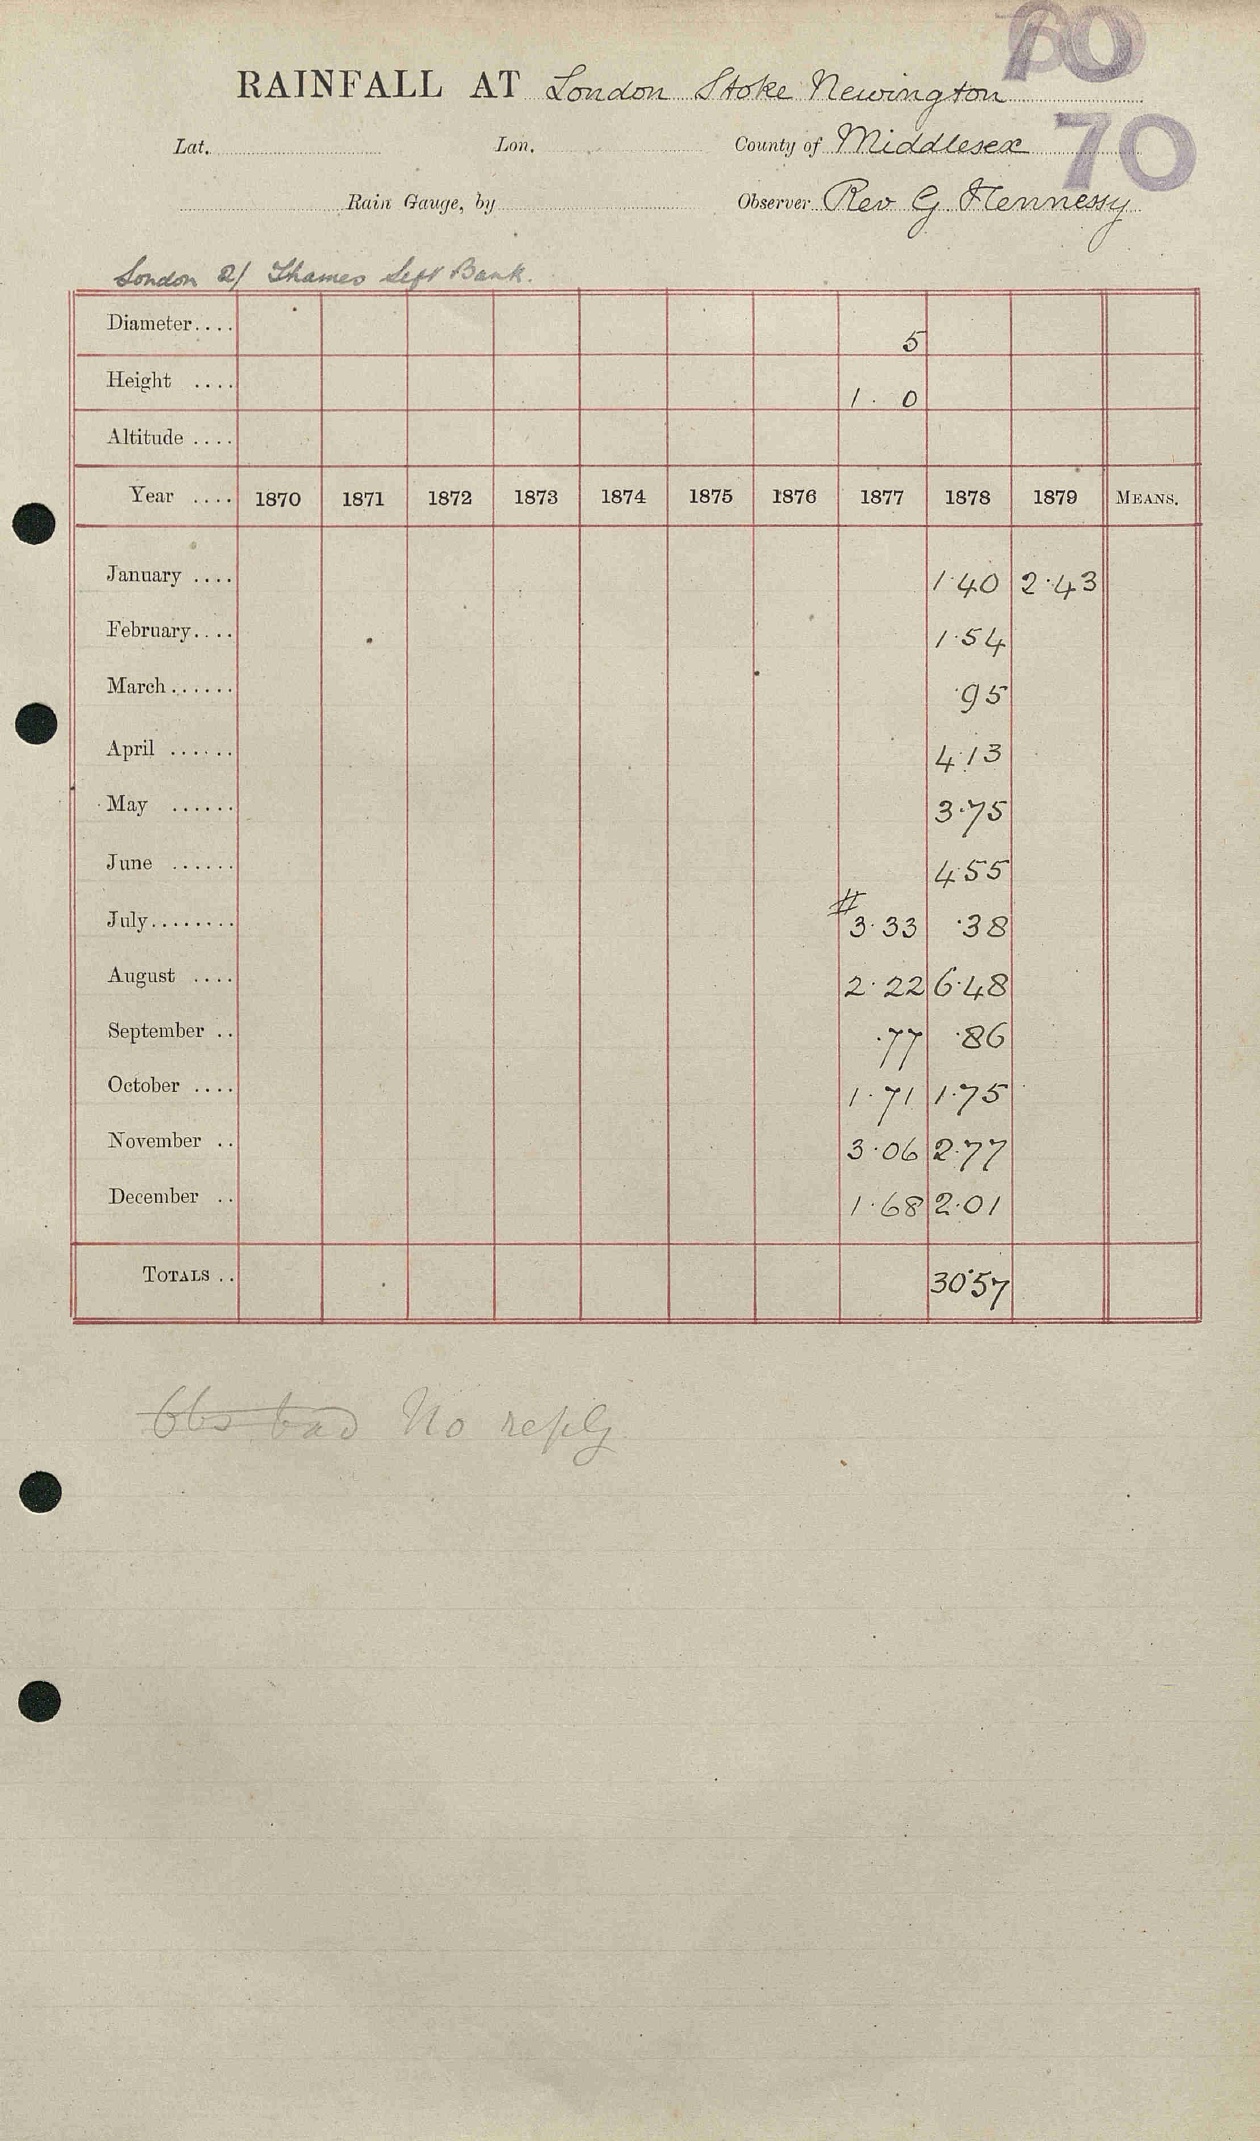 70
RAINFALL AT London Stoke Newington
70
Lat. Lon. County of Middlesex
Rain Gauge, by Observer Rev G. Hennessy
London 2/ Thames Left Bank.
Diameter.... 5
Height .... 1. 0
Altitude ....
Year .... 1870 1871 1872 1873 1874 1875 1876 1877 1878 1879 MEANS.
January .... 1.40 2.43
February.... 1.54
March...... .95
April ...... 4.13
May ...... 3.75
June ...... 4.55
July........ # 3.33 .38
August .... 2.22 6.48
September .. .77 .86
October .... 1.71 1.75
November .. 3.06 2.77
December .. 1.68 2.01
TOTALS .. 30.57
Obs bad No reply